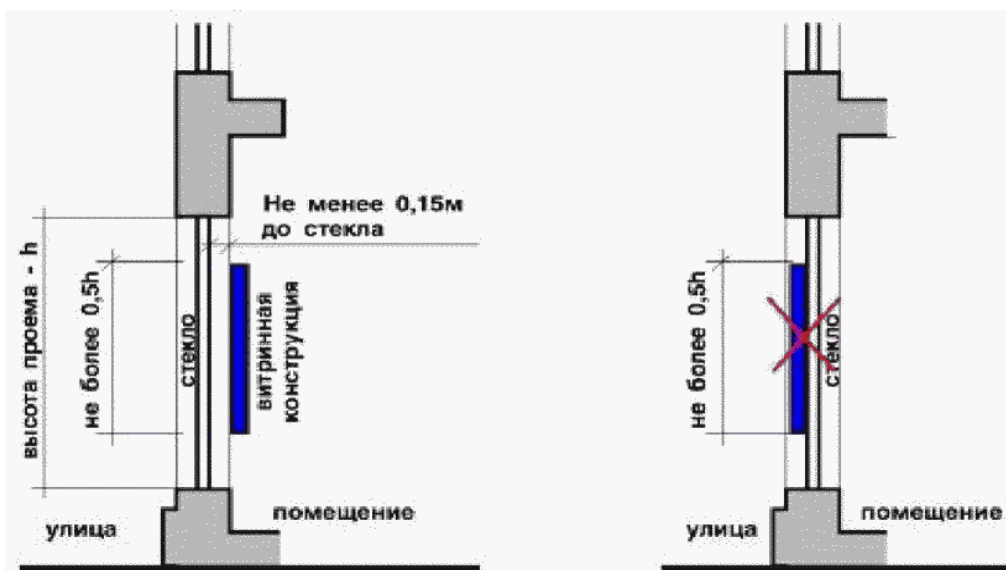 Не менее 0,15м
до стекла
высота проема - h
не более 0,5h
стекло
витринная
конструкция
улица
помещение
не более 0,5h
стекло
улица
помещение